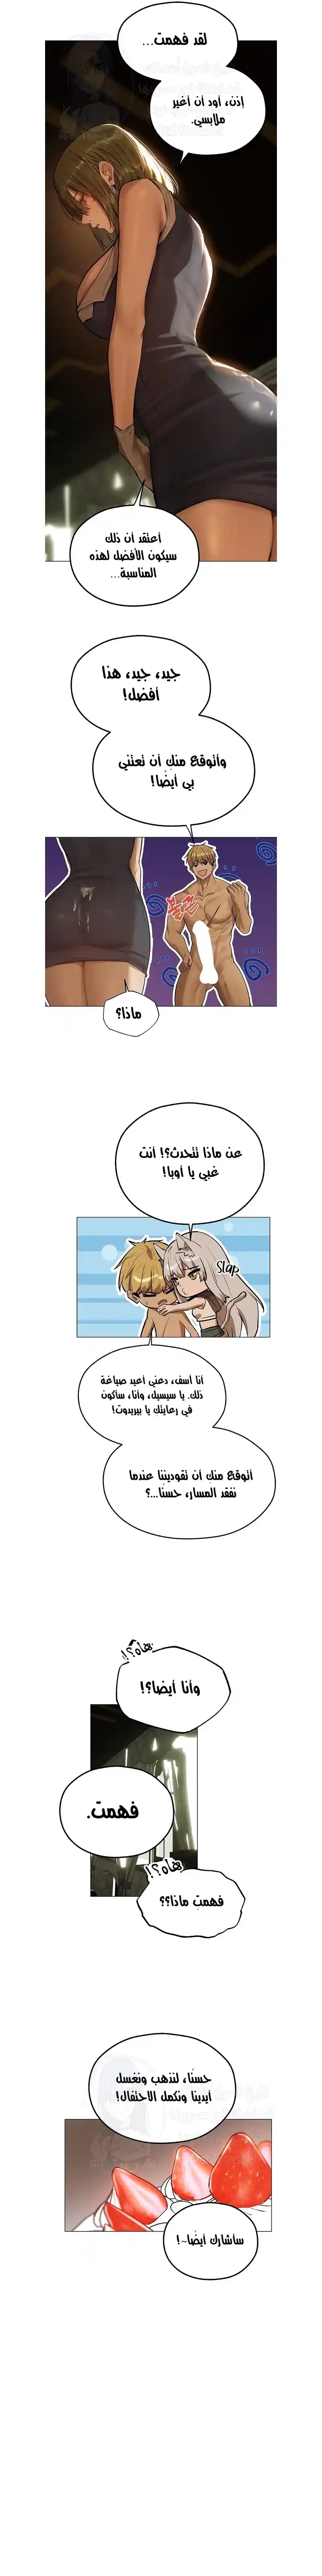 لقد فهمت...
إذن، أود أن أغير
ملابسي.
أعتقد أن ذلك
سيكون الأفضل لهذه
المناسبة...
جيد، جيد، هذا
أفضل!
وأتوقع منكِ أن تعتني
بي أيضًا!
ماذا؟
عن ماذا تتحدث؟! أنت
غبي يا أوبا!
Slap
أنا آسف، دعني أعيد صياغة
ذلك. يا سيسيل، وأنا، سأكون
في رعايتكِ يا بيريدوت!
أتوقع منكِ أن تقوديننا عندما
نفقد المسار، حسنًا...؟
هاه؟!
وأنا أيضا؟!
فهمت.
هاه؟!
فهمتِ ماذا؟؟
حسنًا، لنذهب ونغسل
أيدينا ونكمل الاحتفال!
سأشارك أيضًا~!